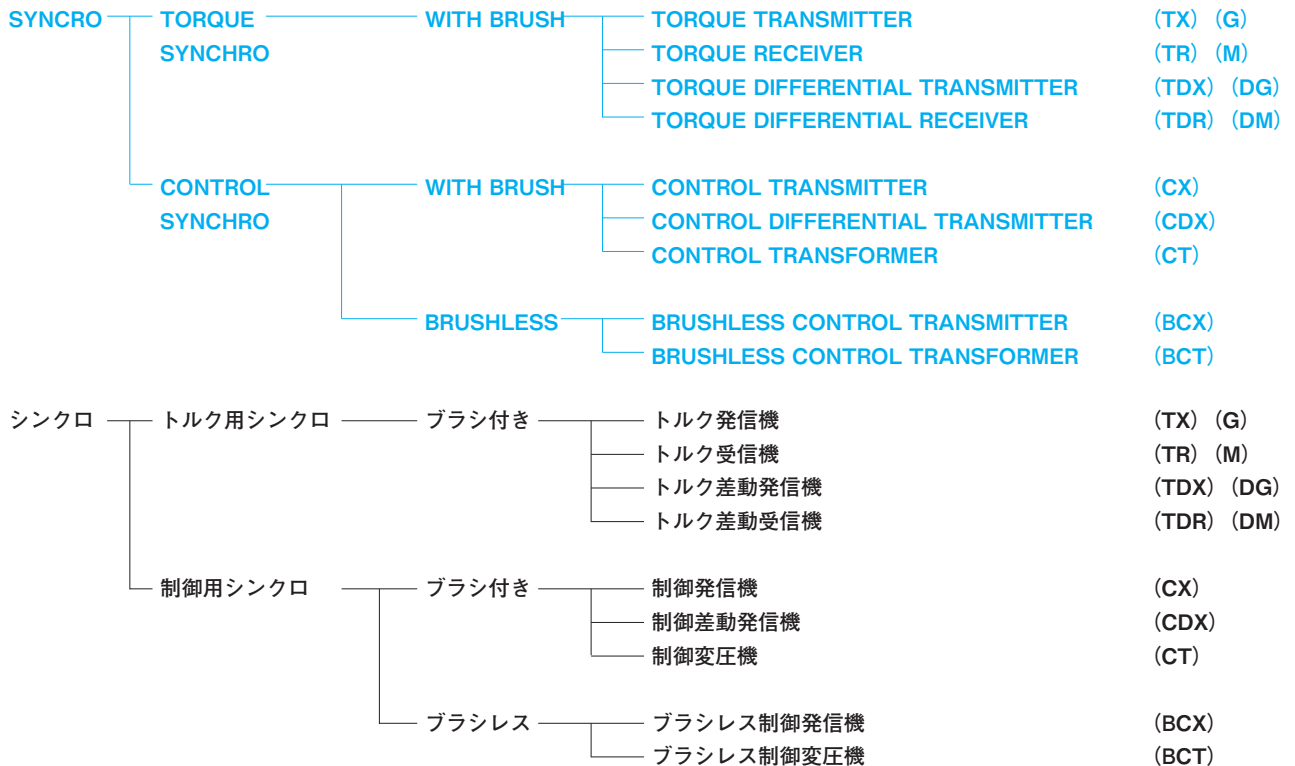 SYNCRO TORQUE WITH BRUSH TORQUE TRANSMITTER (TX) (G)
SYNCHRO TORQUE RECEIVER (TR) (M)
TORQUE DIFFERENTIAL TRANSMITTER (TDX) (DG)
TORQUE DIFFERENTIAL RECEIVER (TDR) (DM)
CONTROL WITH BRUSH CONTROL TRANSMITTER (CX)
SYNCHRO CONTROL DIFFERENTIAL TRANSMITTER (CDX)
CONTROL TRANSFORMER (CT)
BRUSHLESS BRUSHLESS CONTROL TRANSMITTER (BCX)
BRUSHLESS CONTROL TRANSFORMER (BCT)
シンクロ トルク用シンクロ ブラシ付き トルク発信機 (TX) (G)
トルク受信機 (TR) (M)
トルク差動発信機 (TDX) (DG)
トルク差動受信機 (TDR) (DM)
制御用シンクロ ブラシ付き 制御発信機 (CX)
制御差動発信機 (CDX)
制御変圧機 (CT)
ブラシレス ブラシレス制御発信機 (BCX)
ブラシレス制御変圧機 (BCT)